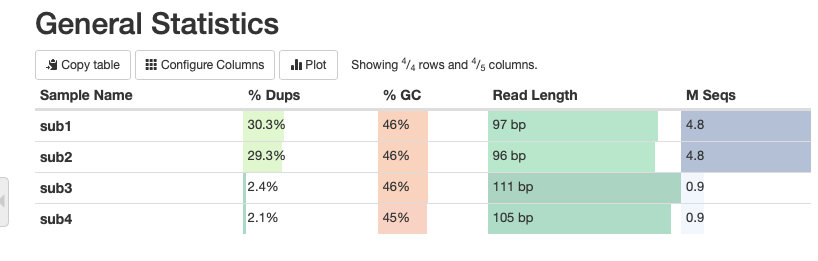 General Statistics
Copy table Configure Columns Plot Showing 4/4 rows and 4/5 columns.
Sample Name % Dups % GC Read Length M Seqs
sub1 30.3% 46% 97 bp 4.8
sub2 29.3% 46% 96 bp 4.8
sub3 2.4% 46% 111 bp 0.9
sub4 2.1% 45% 105 bp 0.9